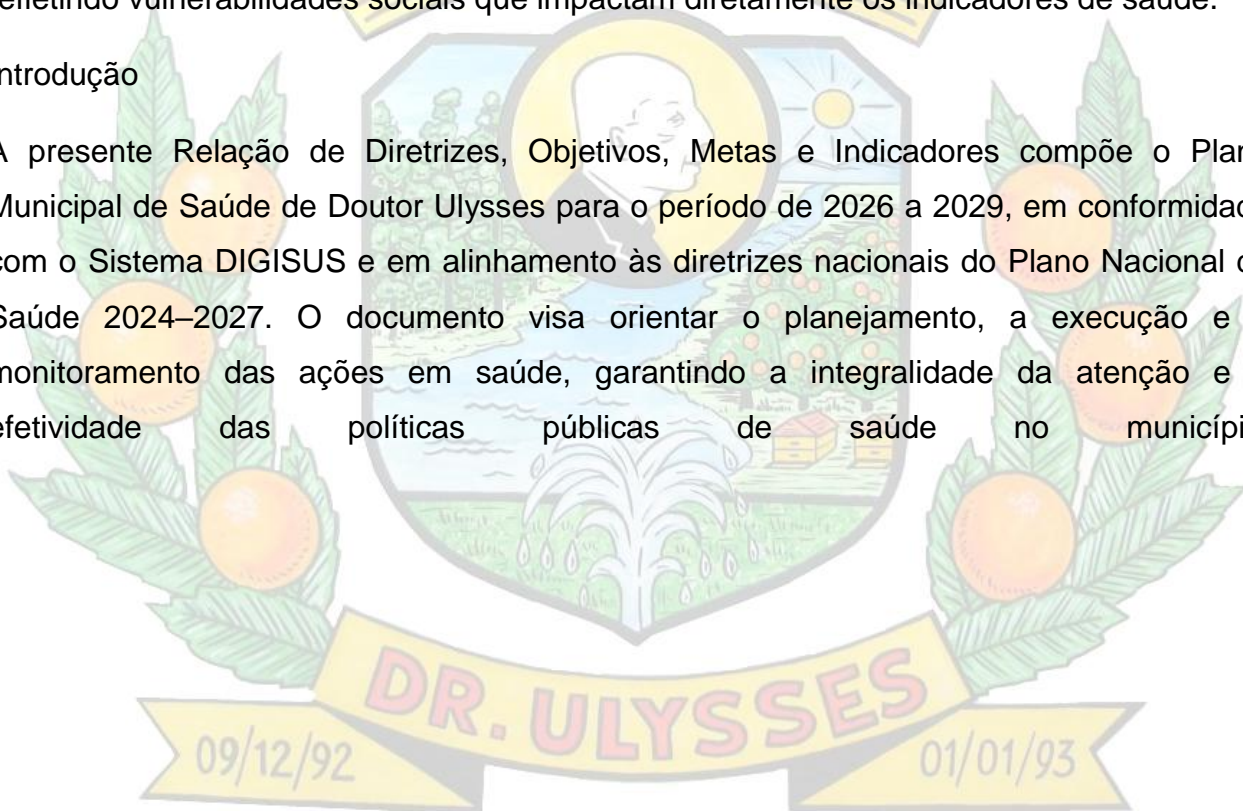 refletindo vulnerabilidades sociais que impactam diretamente os indicadores de saúde.
Introdução
A presente Relação de Diretrizes, Objetivos, Metas e Indicadores compõe o Plan
Municipal de Saúde de Doutor Ulysses para o período de 2026 a 2029, em conformidad
com o Sistema DIGISUS e em alinhamento às diretrizes nacionais do Plano Nacional d
Saúde 2024–2027. O documento visa orientar o planejamento, a execução e
monitoramento das ações em saúde, garantindo a integralidade da atenção e
efetividade das políticas públicas de saúde no municípi
DR. ULYSSES
09/12/92
01/01/93